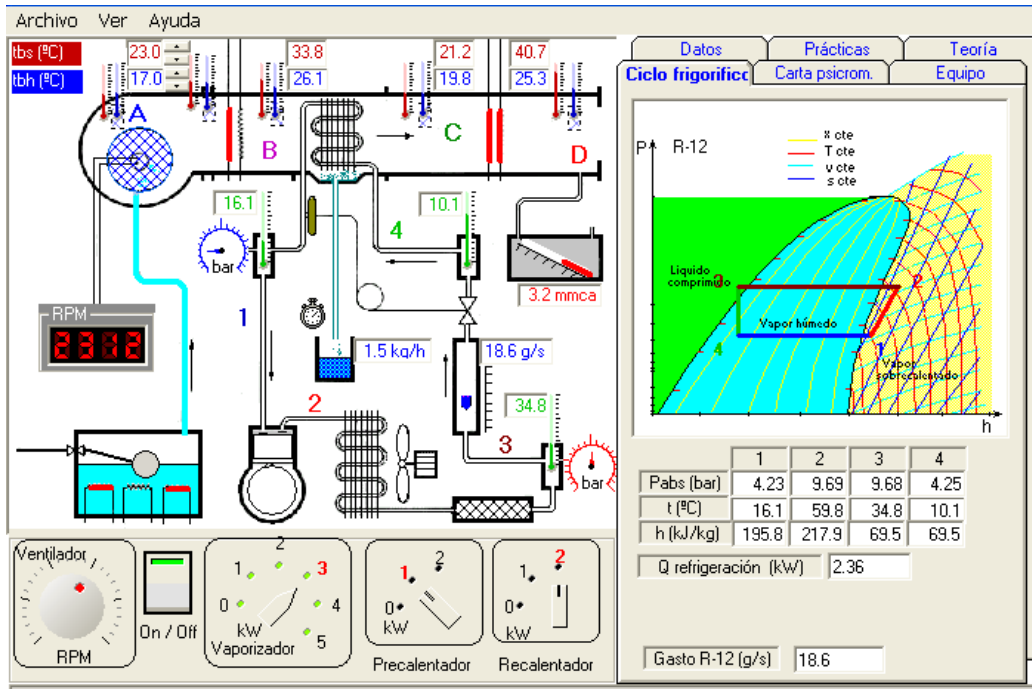 Archivo Ver Ayuda
tbs (ºC) 23.0 33.8 21.2 40.7
tbh (ºC) 17.0 26.1 19.8 25.3
A
B
C
D
16.1
10.1
4
bar
3.2 mmca
RPM
2312
1
1.5 kg/h
18.6 g/s
2
34.8
3
bar
Ventilador
RPM
On / Off
0 1 2 3 4 5
kW
Vaporizador
0 1 2
kW
Precalentador
0 1 2
kW
Recalentador
Datos Prácticas Teoría
Ciclo frigorífico Carta psicrom. Equipo
P R-12
x cte
T cte
v cte
s cte
Liquido
comprimido
3
2
Vapor húmedo
4
1
Vapor
sobrecalentado
h
1 2 3 4
Pabs (bar) 4.23 9.69 9.68 4.25
t (ºC) 16.1 59.8 34.8 10.1
h (kJ/kg) 195.8 217.9 69.5 69.5
Q refrigeración (kW) 2.36
Gasto R-12 (g/s) 18.6